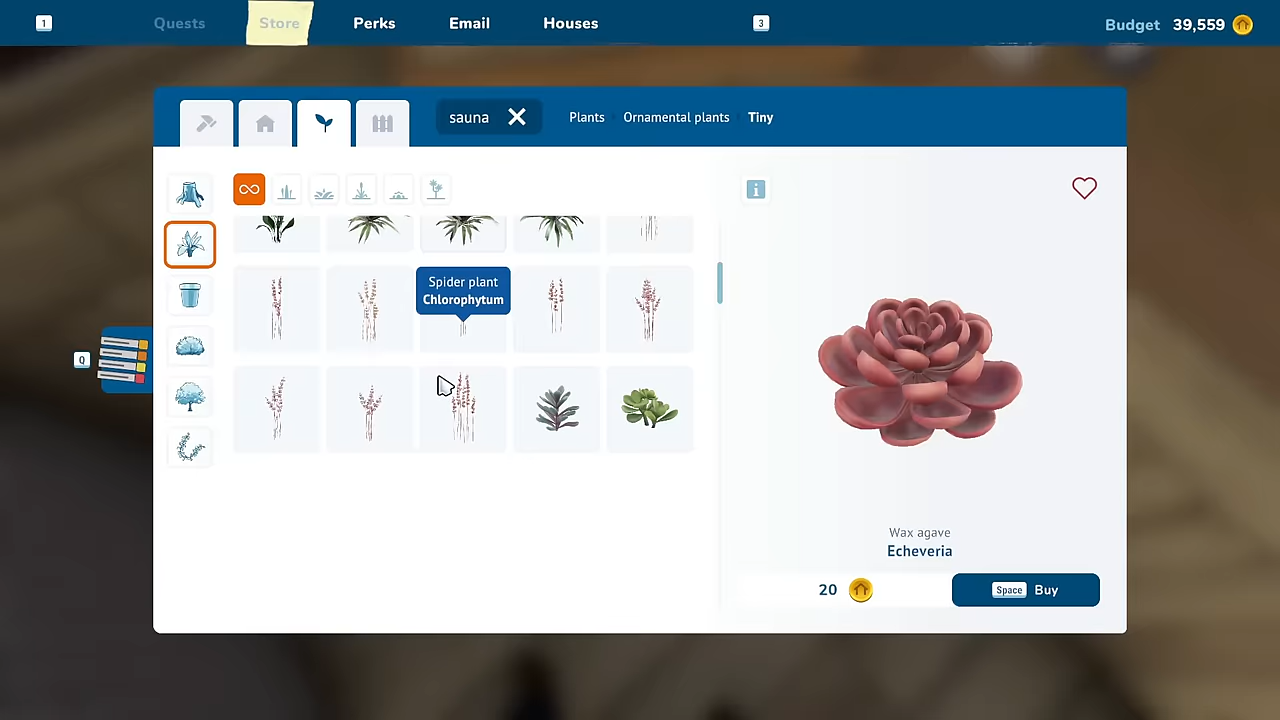 1
Quests
Store
Perks
Email
Houses
3
Budget 39,559
sauna
Plants
Ornamental plants
Tiny
Q
Spider plant
Chlorophytum
i
Wax agave
Echeveria
20
Space Buy